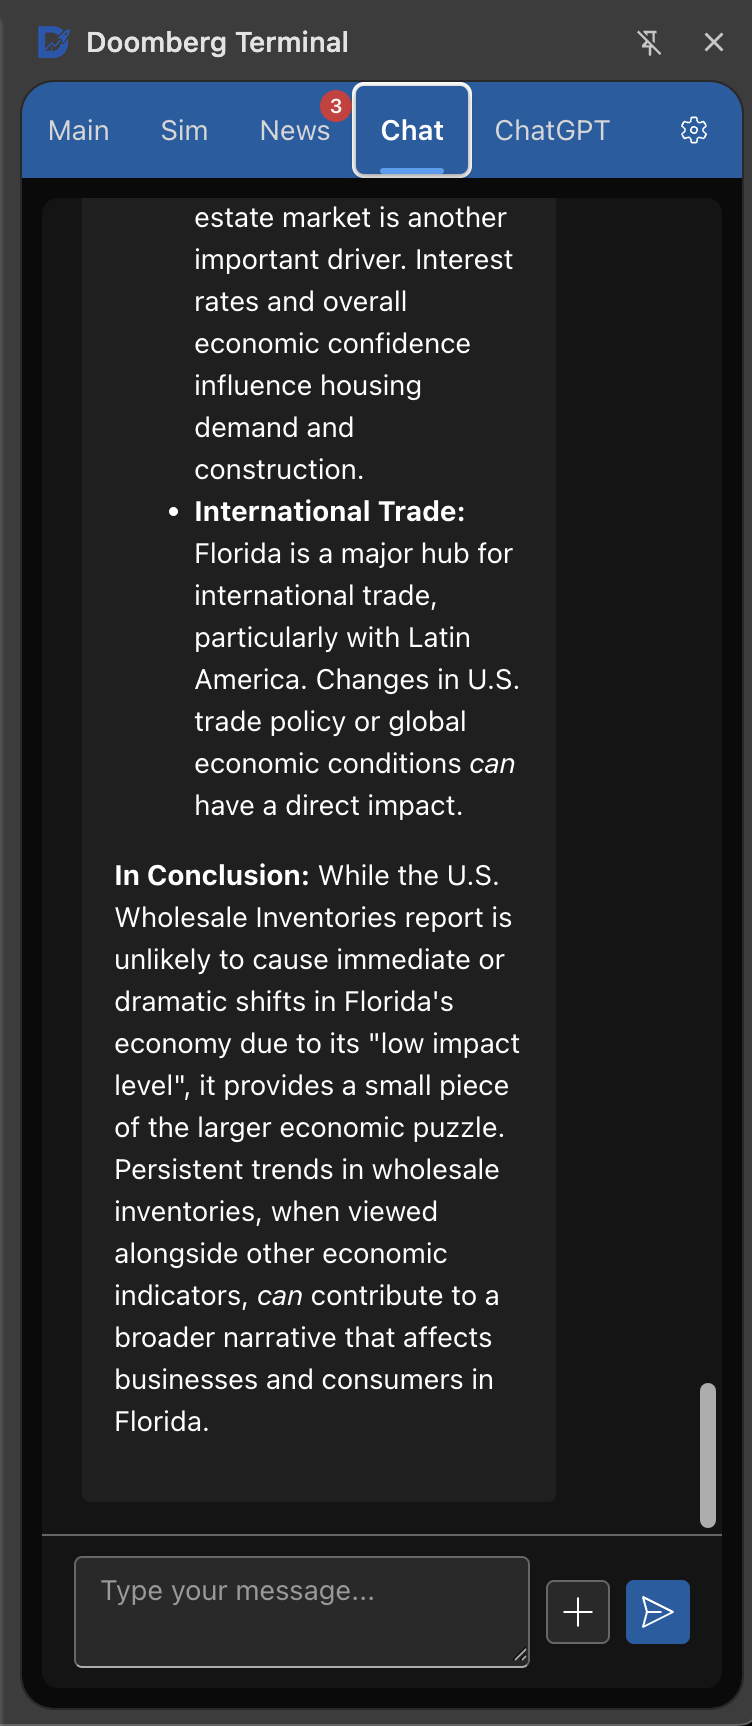 Doomberg Terminal
Main Sim News 3 Chat ChatGPT
estate market is another
important driver. Interest
rates and overall
economic confidence
influence housing
demand and
construction.
• International Trade:
Florida is a major hub for
international trade,
particularly with Latin
America. Changes in U.S.
trade policy or global
economic conditions can
have a direct impact.
In Conclusion: While the U.S.
Wholesale Inventories report is
unlikely to cause immediate or
dramatic shifts in Florida's
economy due to its "low impact
level", it provides a small piece
of the larger economic puzzle.
Persistent trends in wholesale
inventories, when viewed
alongside other economic
indicators, can contribute to a
broader narrative that affects
businesses and consumers in
Florida.
Type your message...